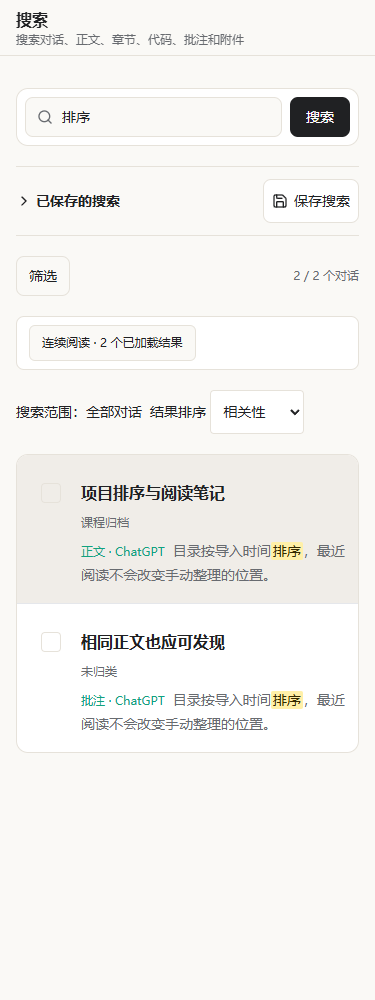 搜索
搜索对话、正文、章节、代码、批注和附件
排序
搜索
已保存的搜索
保存搜索
筛选
2 / 2 个对话
连续阅读 · 2 个已加载结果
搜索范围：全部对话 结果排序 相关性
项目排序与阅读笔记
课程归档
正文 · ChatGPT 目录按导入时间排序，最近
阅读不会改变手动整理的位置。
相同正文也应可发现
未归类
批注 · ChatGPT 目录按导入时间排序，最近
阅读不会改变手动整理的位置。